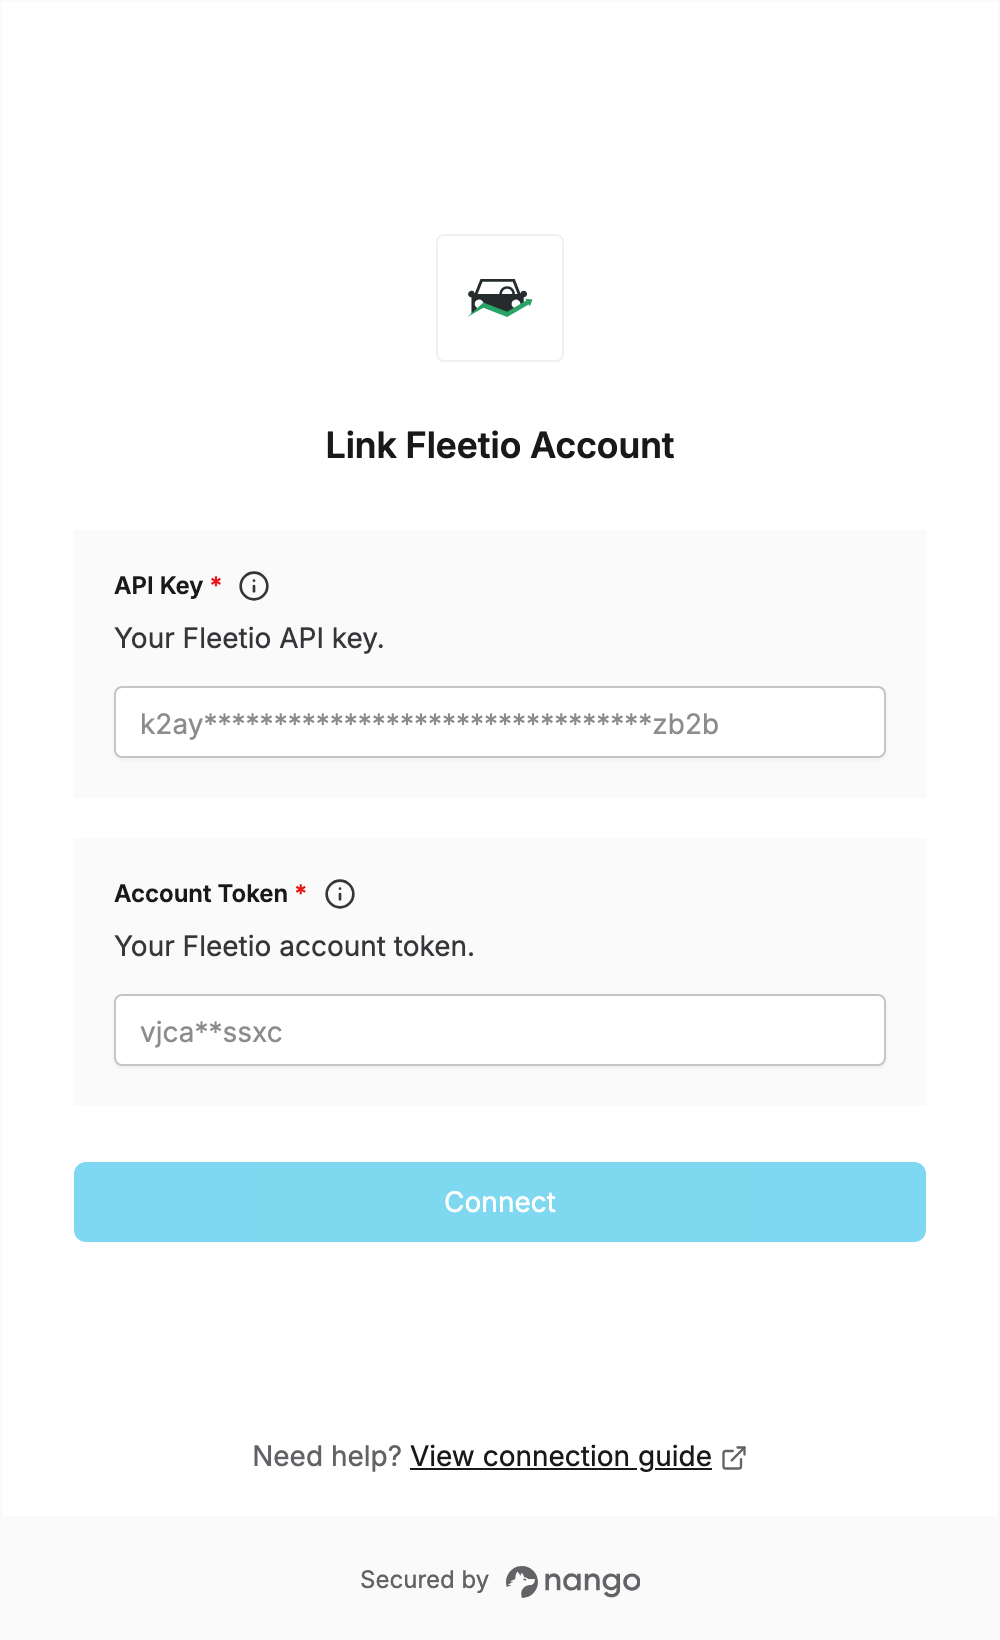 Link Fleetio Account
API Key *
Your Fleetio API key.
k2ay********************************zb2b
Account Token *
Your Fleetio account token.
vjca**ssxc
Connect
Need help? View connection guide
Secured by nango